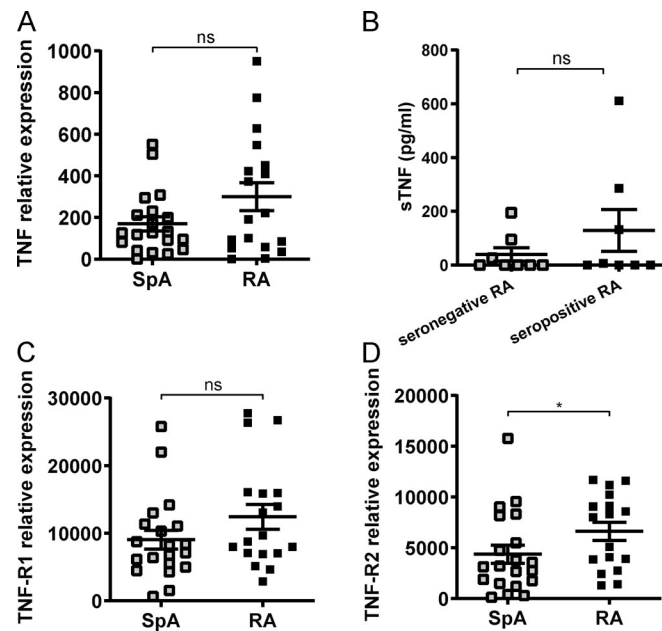 A
TNF relative expression
1000
800
600
400
200
0
ns
SpA RA
B
sTNF (pg/ml)
800
600
400
200
0
ns
seronegative RA
seropositive RA
C
TNF-R1 relative expression
30000
20000
10000
0
ns
SpA RA
D
TNF-R2 relative expression
20000
15000
10000
5000
0
*
SpA RA